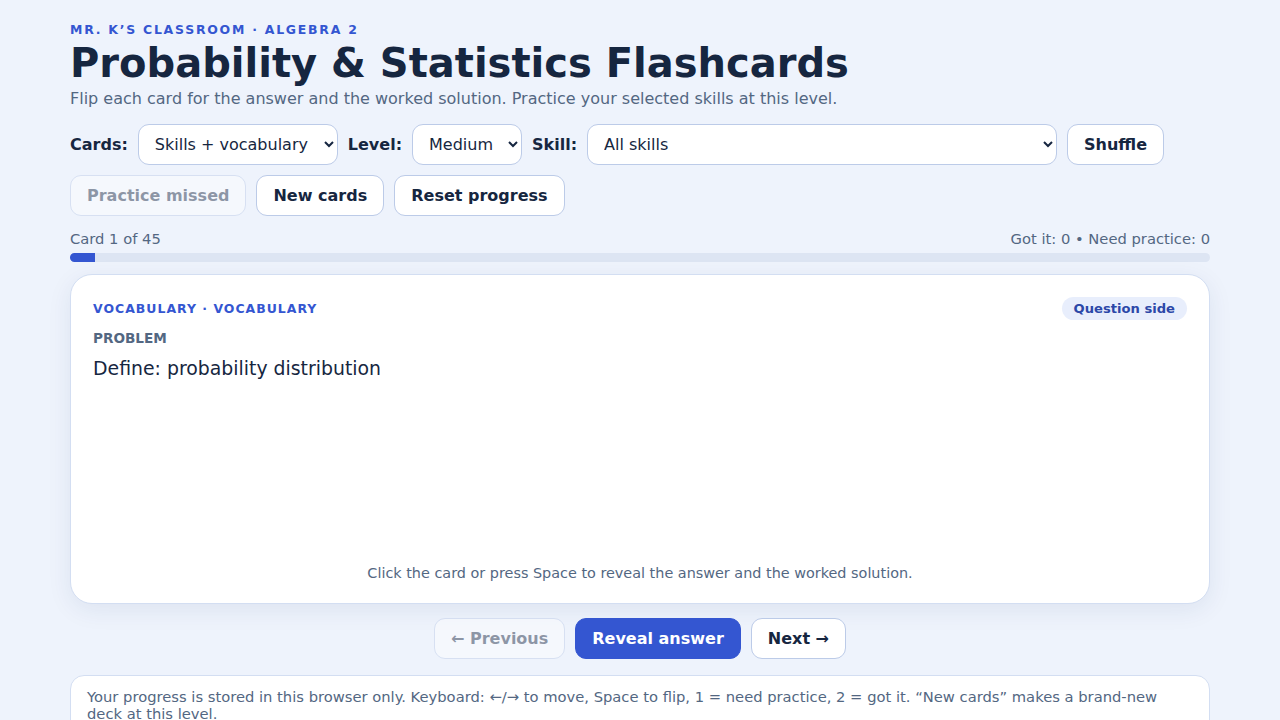 MR. K’S CLASSROOM · ALGEBRA 2
Probability & Statistics Flashcards
Flip each card for the answer and the worked solution. Practice your selected skills at this level.
Cards: Skills + vocabulary Level: Medium Skill: All skills Shuffle
Practice missed New cards Reset progress
Card 1 of 45 Got it: 0 • Need practice: 0
VOCABULARY · VOCABULARY Question side
PROBLEM
Define: probability distribution
Click the card or press Space to reveal the answer and the worked solution.
← Previous Reveal answer Next →
Your progress is stored in this browser only. Keyboard: ←/→ to move, Space to flip, 1 = need practice, 2 = got it. “New cards” makes a brand-new
deck at this level.